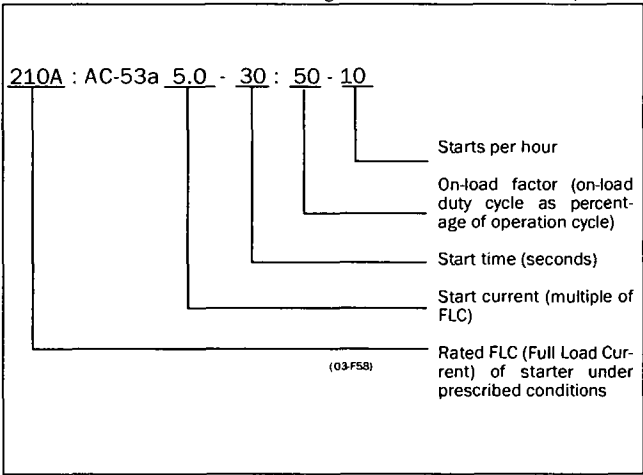 210A : AC-53a 5.0 - 30 : 50 - 10
Starts per hour
On-load factor (on-load
duty cycle as percent-
age of operation cycle)
Start time (seconds)
Start current (multiple of
FLC)
Rated FLC (Full Load Cur-
rent) of starter under
prescribed conditions
(03-F58)